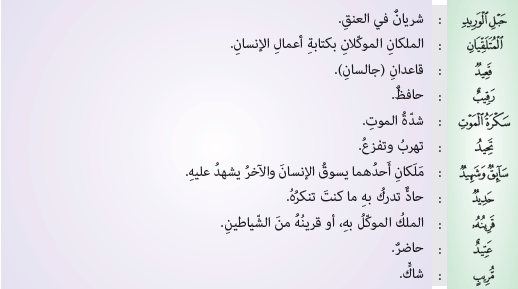 حَبْلِ ٱلْوَرِيدِ : شريانٌ في العنقِ.
ٱلْمُتَلَقِّيَانِ : الملكانِ الموكّلانِ بكتابةِ أعمالِ الإنسانِ.
قَعِيدٌ : قاعدانِ (جالسانِ).
رَقِيبٌ : حافظٌ.
سَكْرَةُ ٱلْمَوْتِ : شدّةُ الموتِ.
تَحِيدُ : تهربُ وتفزعُ.
سَآئِقٌ وَشَهِيدٌ : مَلَكانِ أَحدُهما يسوقُ الإنسانَ والآخرُ يشهدُ عليهِ.
حَدِيدٌ : حادٌّ تدركُ بهِ ما كنتَ تنكرُهُ.
قَرِينُهُۥ : الملكُ الموكّلُ بهِ، أو قرينُهُ منَ الشّياطينِ.
عَتِيدٌ : حاضرٌ.
مُّرِيبٍ : شاكٍّ.